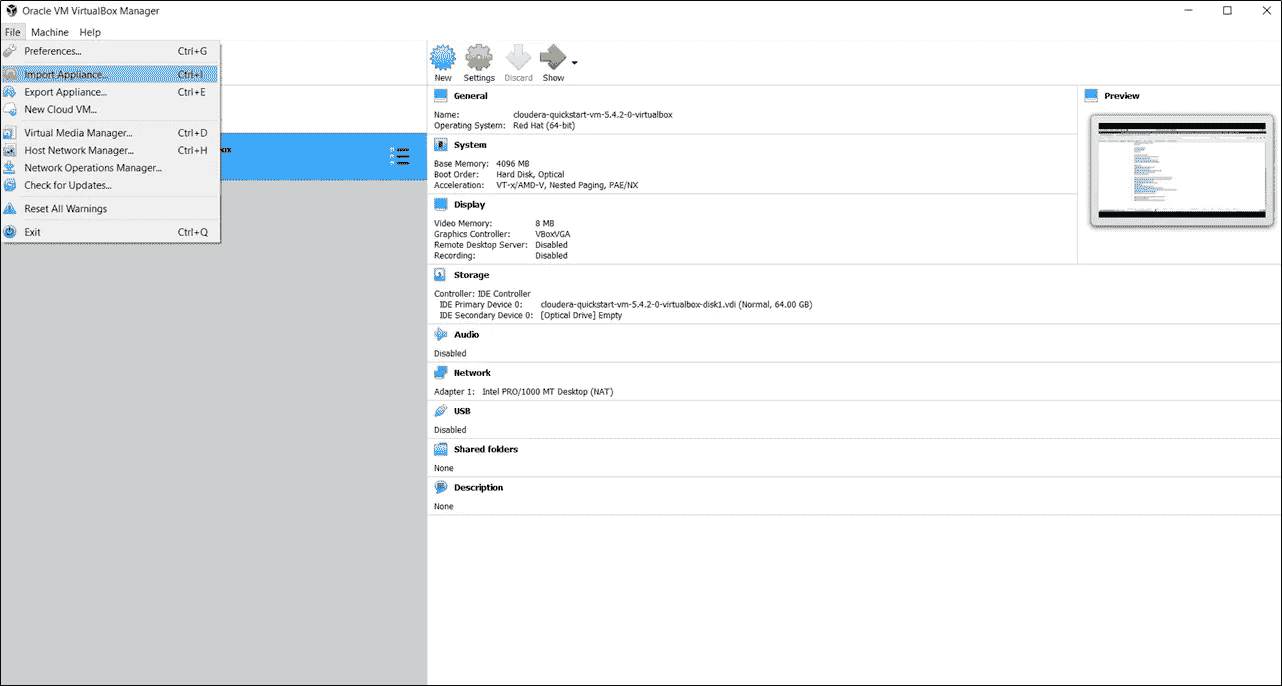 Oracle VM VirtualBox Manager
File Machine Help
Preferences... Ctrl+G
Import Appliance... Ctrl+I
Export Appliance... Ctrl+E
New Cloud VM...
Virtual Media Manager... Ctrl+D
Host Network Manager... Ctrl+H
Network Operations Manager...
Check for Updates...
Reset All Warnings
Exit Ctrl+Q
New Settings Discard Show
General
Name: cloudera-quickstart-vm-5.4.2-0-virtualbox
Operating System: Red Hat (64-bit)
System
Base Memory: 4096 MB
Boot Order: Hard Disk, Optical
Acceleration: VT-x/AMD-V, Nested Paging, PAE/NX
Display
Video Memory: 8 MB
Graphics Controller: VBoxVGA
Remote Desktop Server: Disabled
Recording: Disabled
Storage
Controller: IDE Controller
IDE Primary Device 0: cloudera-quickstart-vm-5.4.2-0-virtualbox-disk1.vdi (Normal, 64.00 GB)
IDE Secondary Device 0: [Optical Drive] Empty
Audio
Disabled
Network
Adapter 1: Intel PRO/1000 MT Desktop (NAT)
USB
Disabled
Shared folders
None
Description
None
Preview